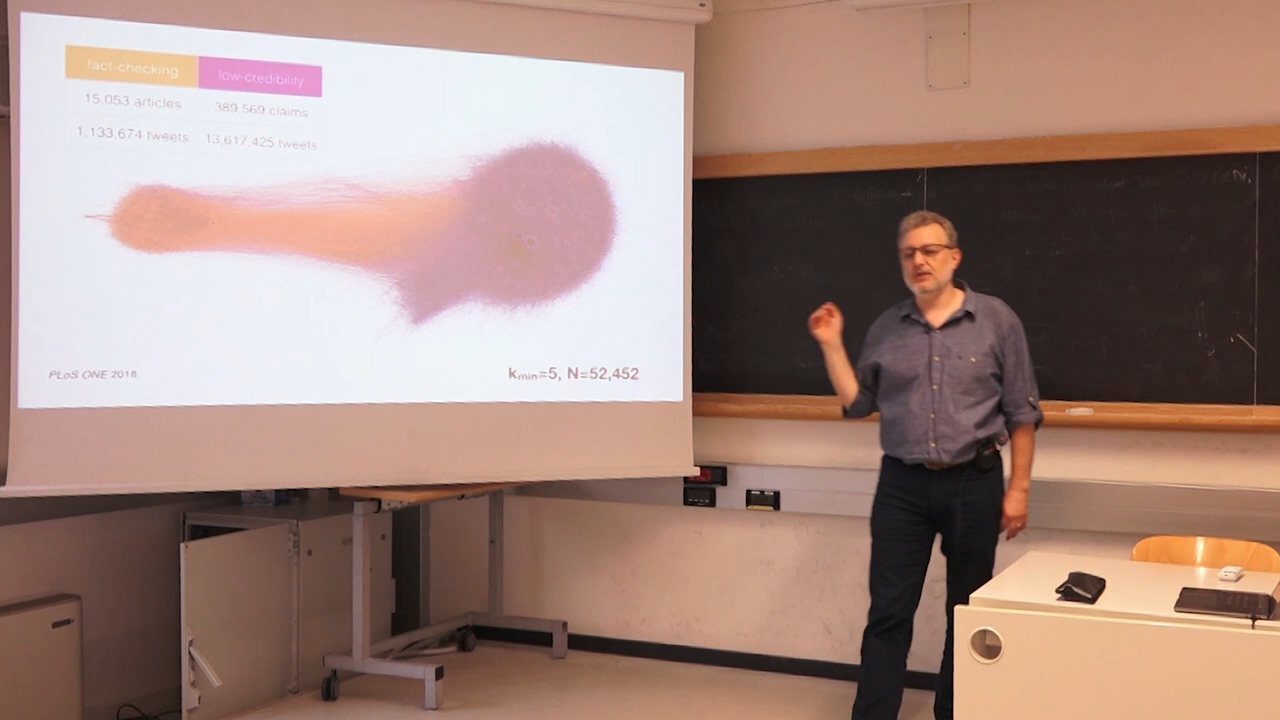 fact-checking low-credibility
15,053 articles 389,569 claims
1,133,674 tweets 13,617,425 tweets
PLoS ONE 2018
kmin=5, N=52,452